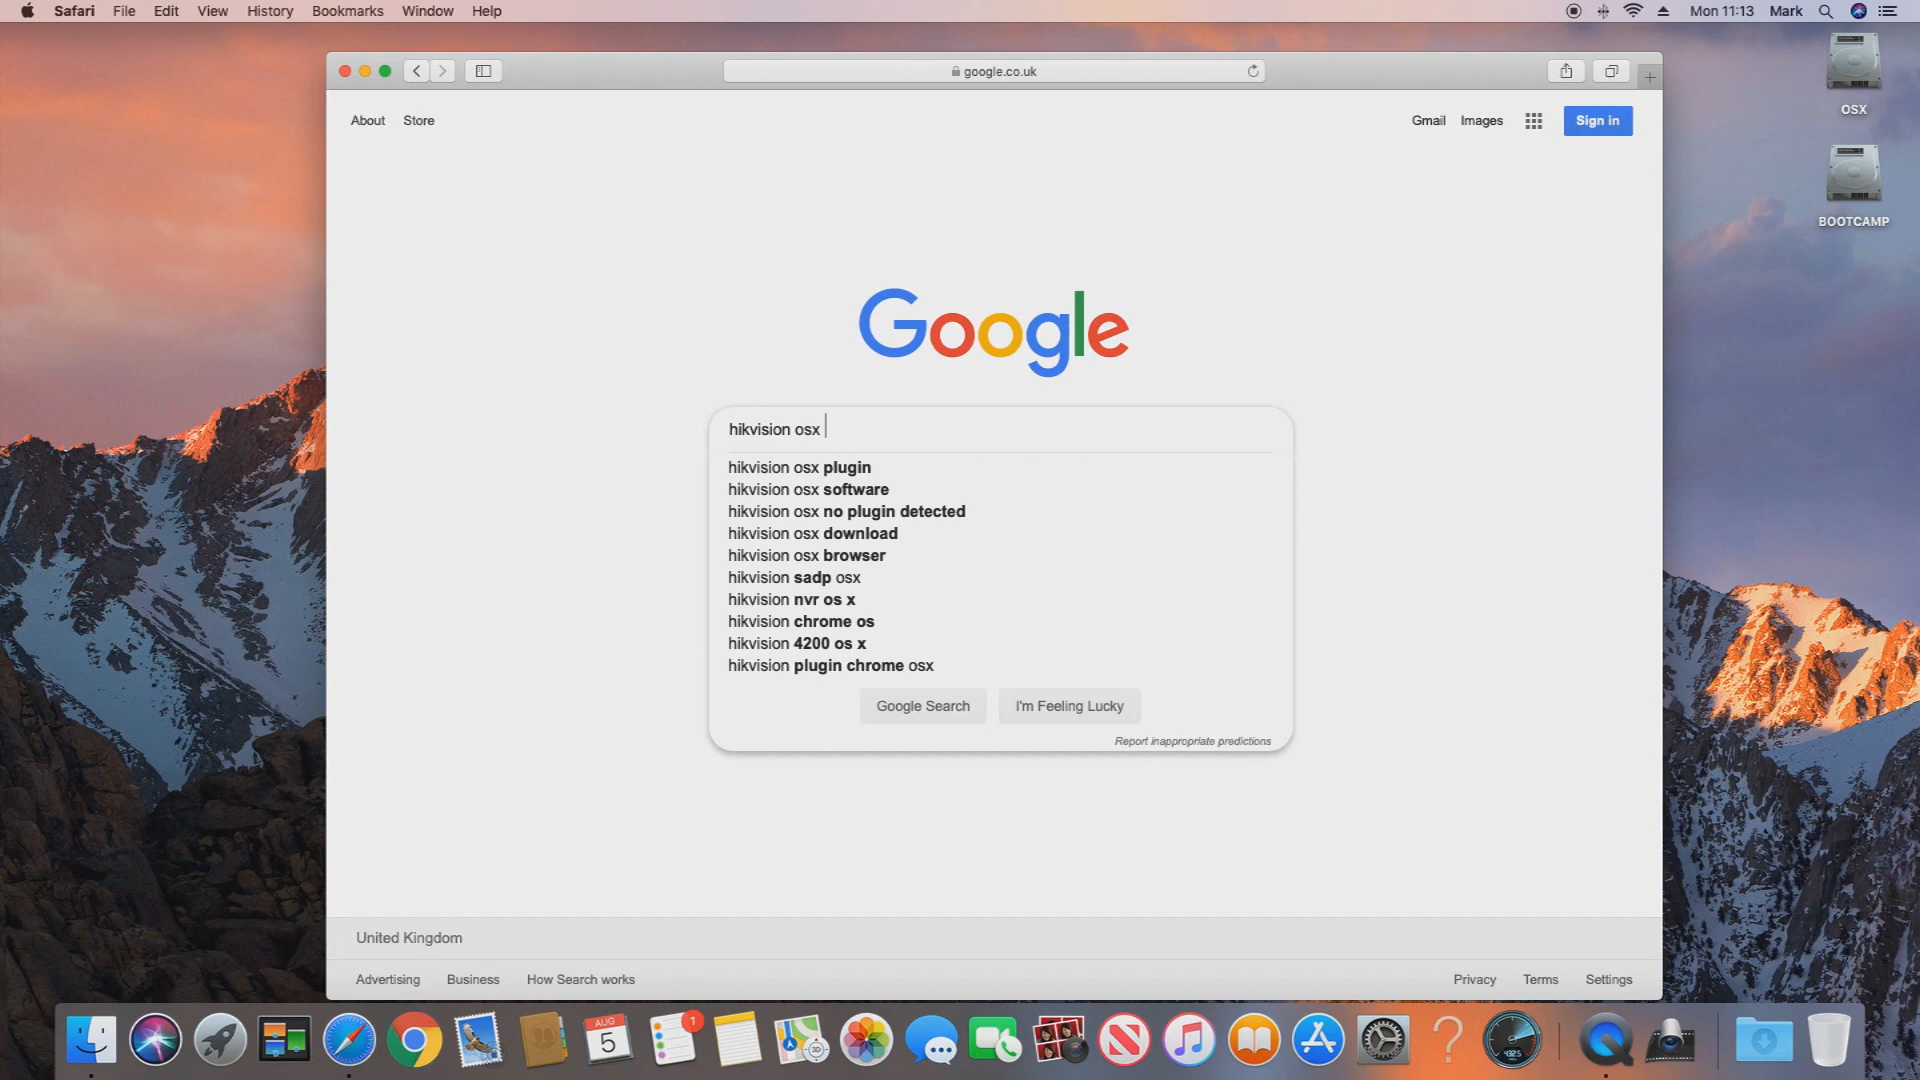 Safari File Edit View History Bookmarks Window Help
Mon 11:13 Mark
google.co.uk
OSX
BOOTCAMP
About Store
Gmail Images Sign in
Google
hikvision osx
hikvision osx plugin
hikvision osx software
hikvision osx no plugin detected
hikvision osx download
hikvision osx browser
hikvision sadp osx
hikvision nvr os x
hikvision chrome os
hikvision 4200 os x
hikvision plugin chrome osx
Google Search I'm Feeling Lucky
Report inappropriate predictions
United Kingdom
Advertising Business How Search works
Privacy Terms Settings
AUG
5
1
3D
432.5